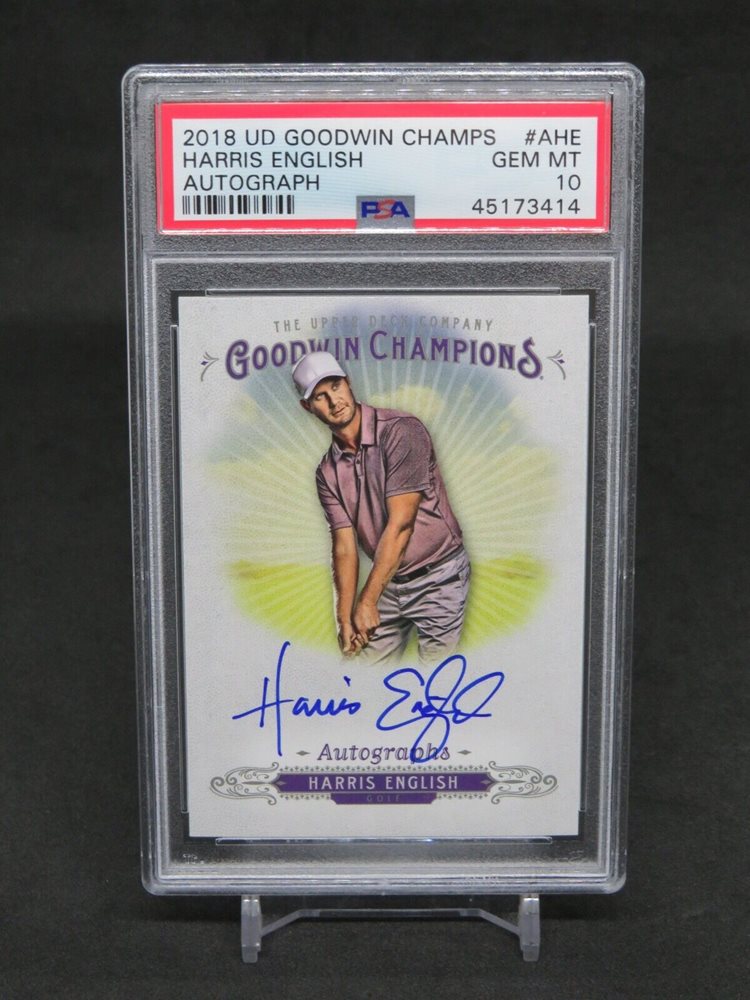 2018 UD GOODWIN CHAMPS #AHE
HARRIS ENGLISH GEM MT
AUTOGRAPH 10
PSA 45173414
THE UPPER DECK COMPANY
GOODWIN CHAMPIONS
Harris English
Autographs
HARRIS ENGLISH
GOLF